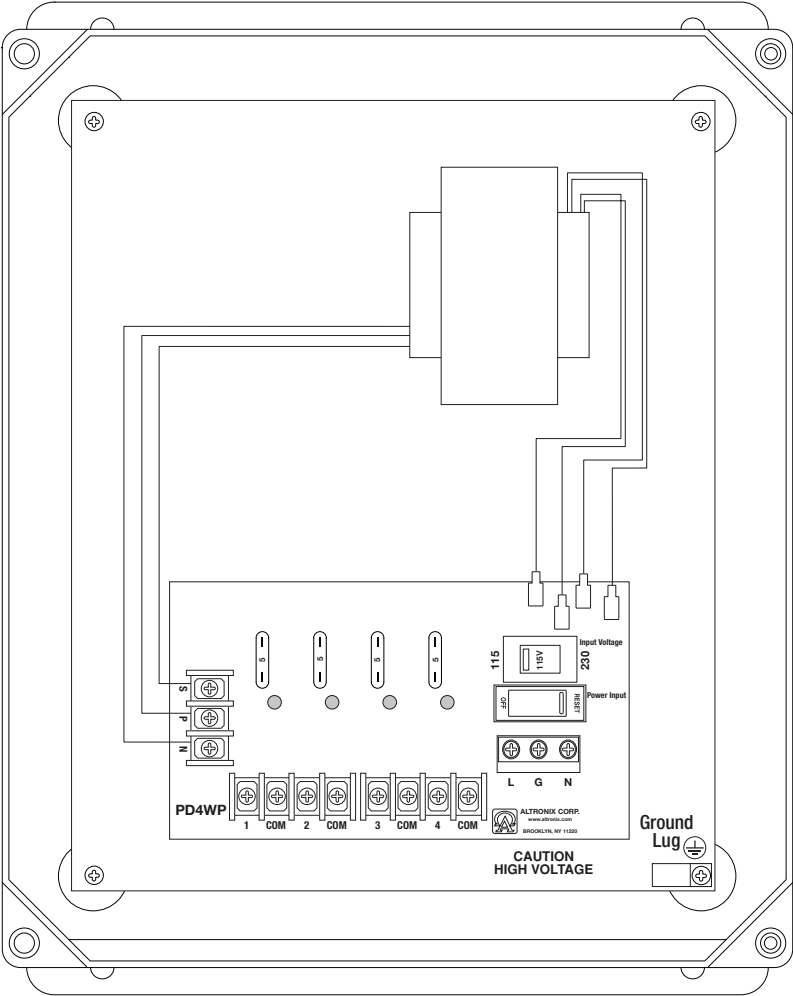 5 5 5 5
Input Voltage
115 115V 230
Power Input
OFF RESET
S
P
N
L G N
PD4WP
1 COM 2 COM 3 COM 4 COM
ALTRONIX CORP.
www.altronix.com
BROOKLYN, NY 11220
CAUTION
HIGH VOLTAGE
Ground
Lug